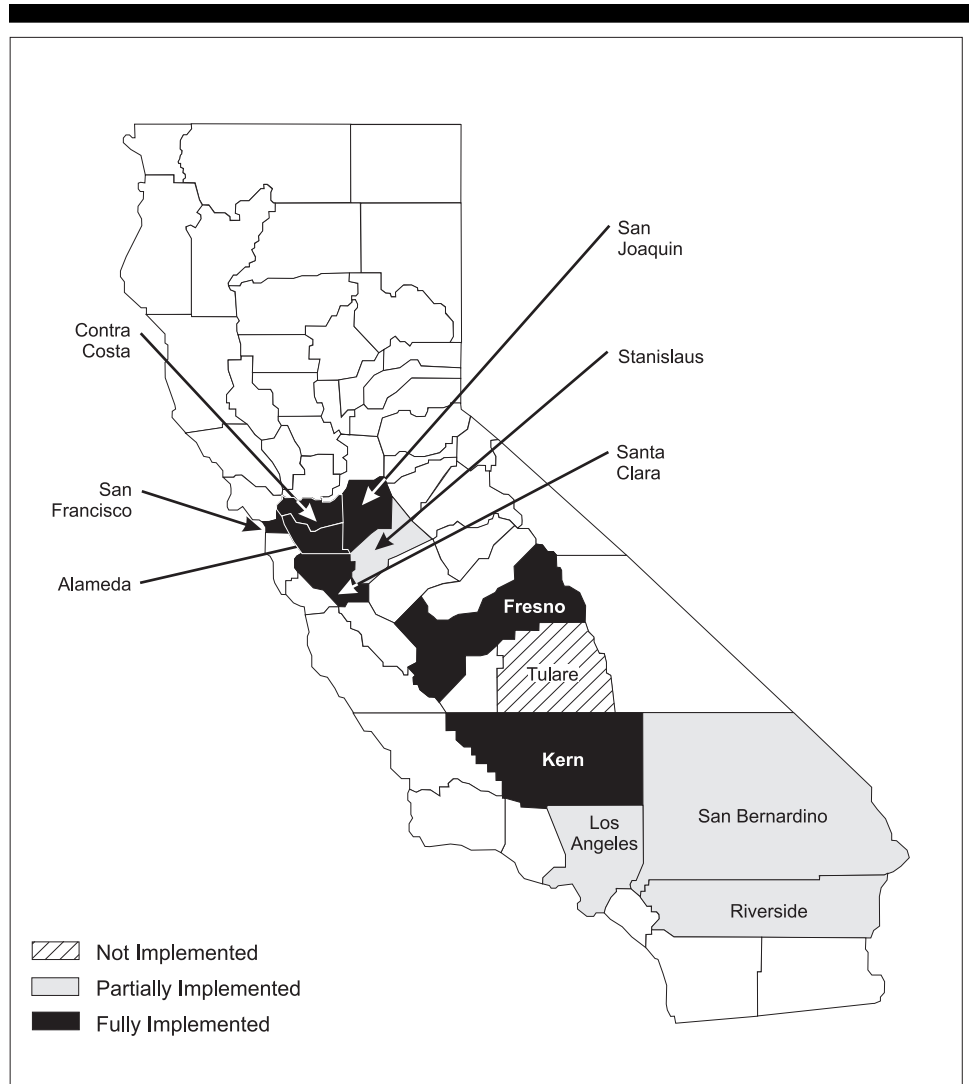 San
Joaquin
Contra
Costa
Stanislaus
Santa
Clara
San
Francisco
Alameda
Fresno
Tulare
Kern
Los
Angeles
San Bernardino
Riverside
Not Implemented
Partially Implemented
Fully Implemented